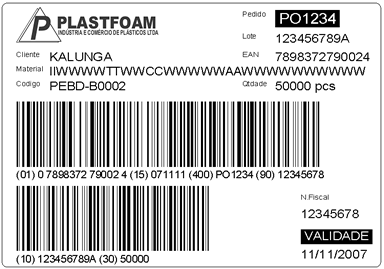 PLASTFOAM
INDÚSTRIA E COMÉRCIO DE PLÁSTICOS LTDA
Pedido PO1234
Lote 123456789A
Cliente KALUNGA EAN 7898372790024
Material IIWWWWTTWWCCWWWWWWAAWWWWWWWWWW
Codigo PEBD-B0002 Qtdade 50000 pcs
(01) 0 7898372 79002 4 (15) 071111 (400) PO1234 (90) 12345678
N.Fiscal
12345678
VALIDADE
11/11/2007
(10) 123456789A (30) 50000